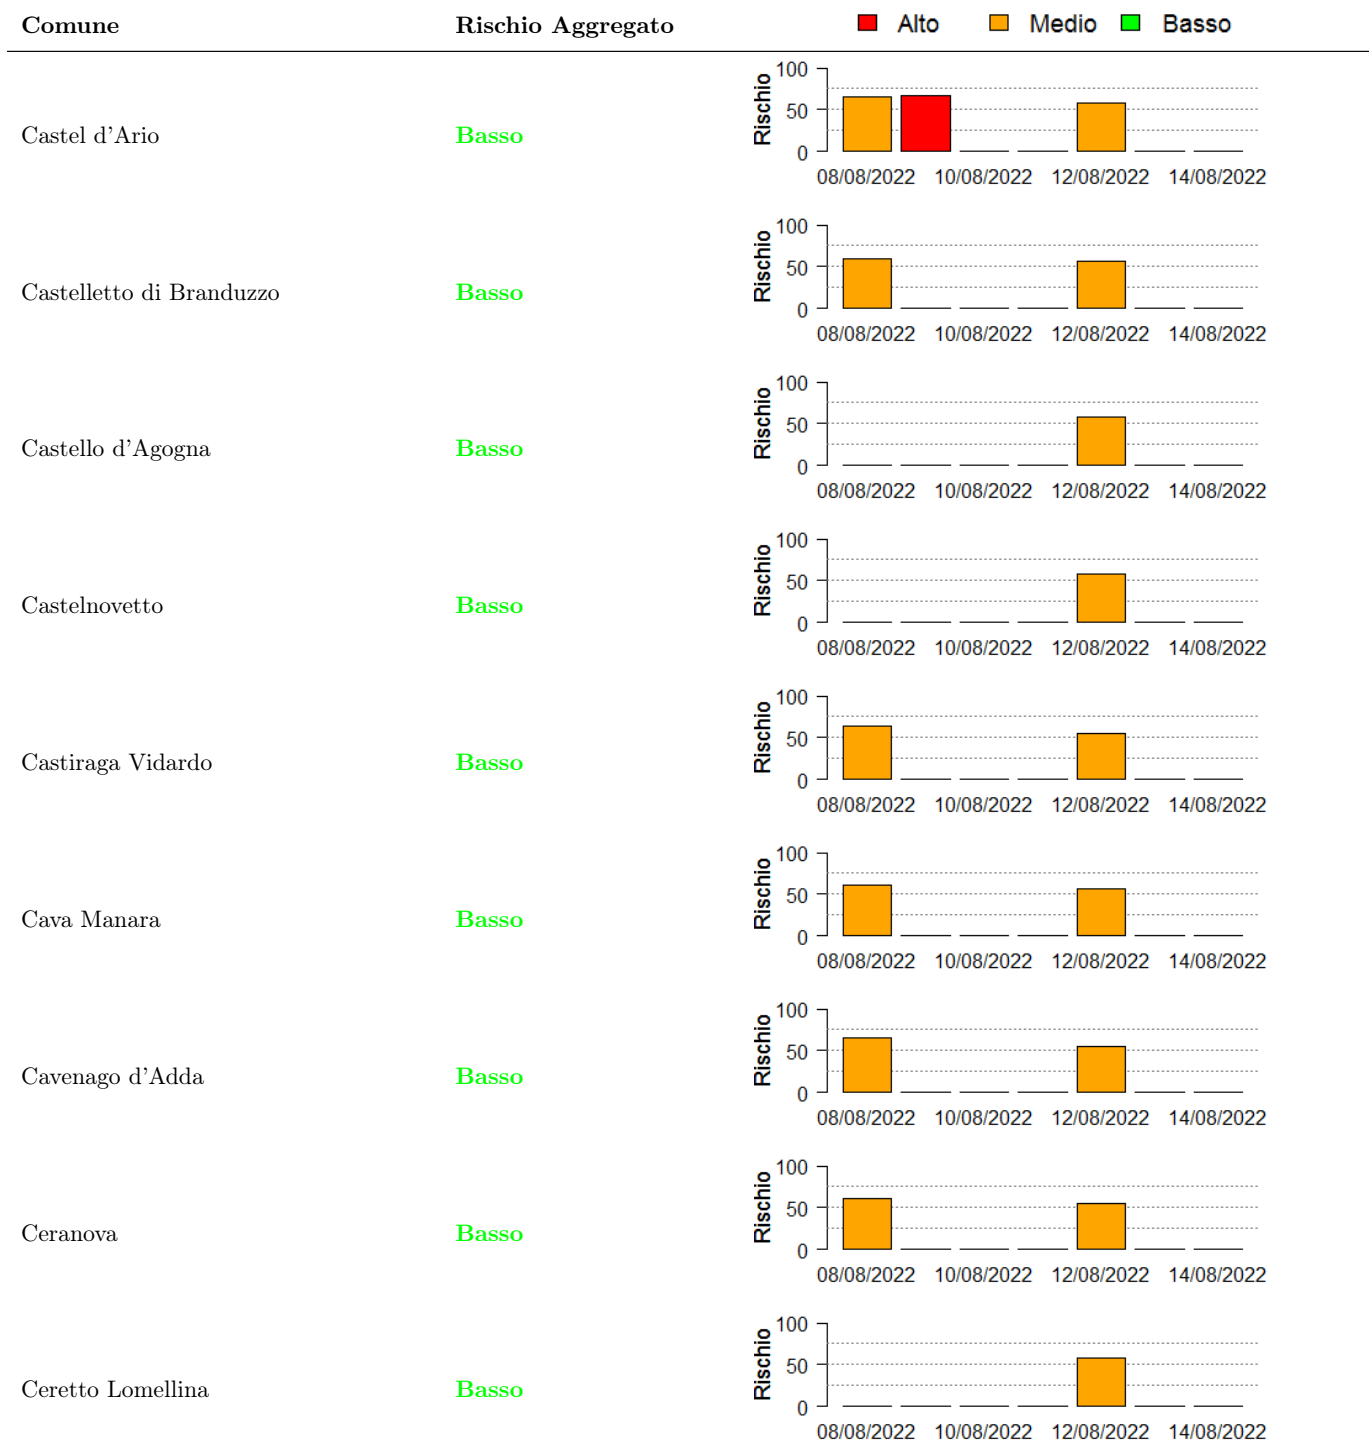 Comune Rischio Aggregato Alto Medio Basso
100
50
0
Rischio
Castel d'Ario Basso
08/08/2022 10/08/2022 12/08/2022 14/08/2022
100
50
0
Rischio
Castelletto di Branduzzo Basso
08/08/2022 10/08/2022 12/08/2022 14/08/2022
100
50
0
Rischio
Castello d'Agogna Basso
08/08/2022 10/08/2022 12/08/2022 14/08/2022
100
50
0
Rischio
Castelnovetto Basso
08/08/2022 10/08/2022 12/08/2022 14/08/2022
100
50
0
Rischio
Castiraga Vidardo Basso
08/08/2022 10/08/2022 12/08/2022 14/08/2022
100
50
0
Rischio
Cava Manara Basso
08/08/2022 10/08/2022 12/08/2022 14/08/2022
100
50
0
Rischio
Cavenago d'Adda Basso
08/08/2022 10/08/2022 12/08/2022 14/08/2022
100
50
0
Rischio
Ceranova Basso
08/08/2022 10/08/2022 12/08/2022 14/08/2022
100
50
0
Rischio
Ceretto Lomellina Basso
08/08/2022 10/08/2022 12/08/2022 14/08/2022